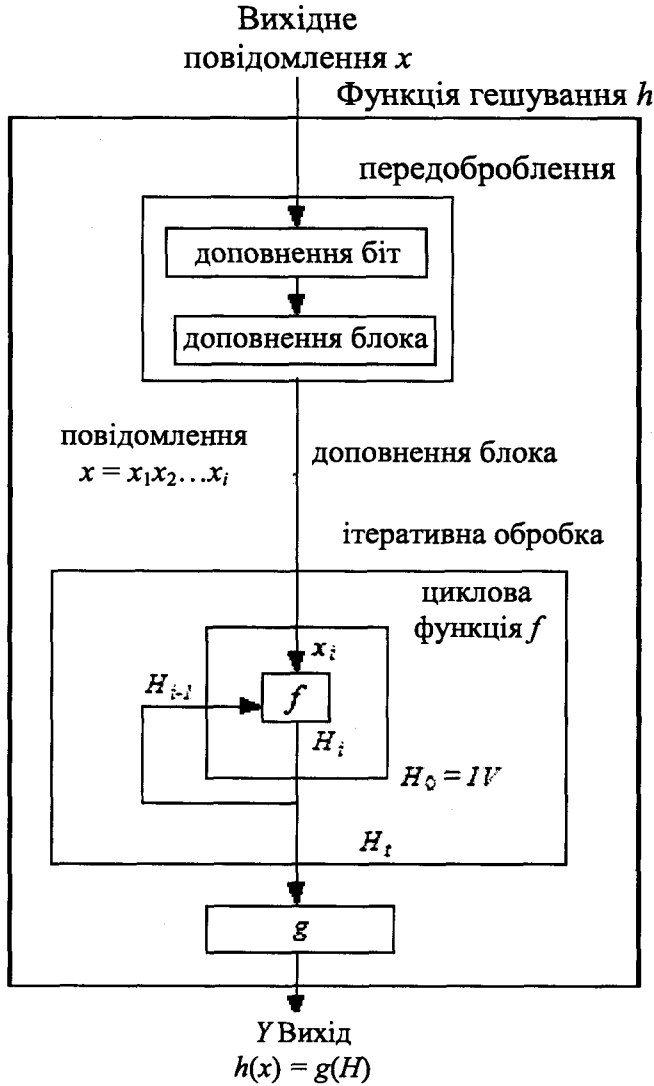 Вихідне
повідомлення x
Функція гешування h
передоброблення
доповнення біт
доповнення блока
повідомлення
x = x₁x₂…xᵢ
доповнення блока
ітеративна обробка
циклова
функція f
xᵢ
Hᵢ₋₁
f
Hᵢ
H₀ = IV
Hₜ
g
Y Вихід
h(x) = g(H)